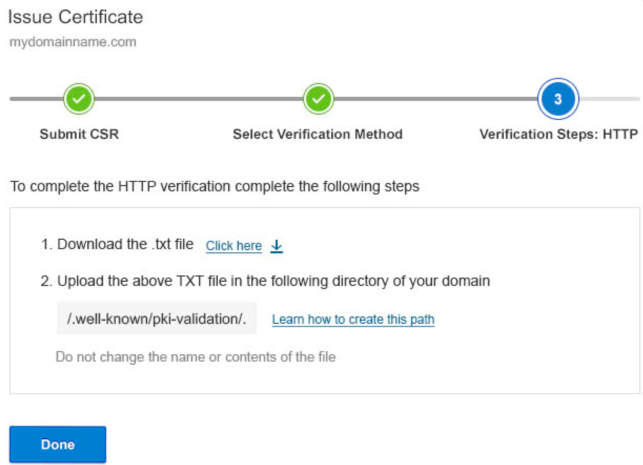 Issue Certificate
mydomainname.com
3
Submit CSR
Select Verification Method
Verification Steps: HTTP
To complete the HTTP verification complete the following steps
1. Download the .txt file Click here
2. Upload the above TXT file in the following directory of your domain
/.well-known/pki-validation/. Learn how to create this path
Do not change the name or contents of the file
Done